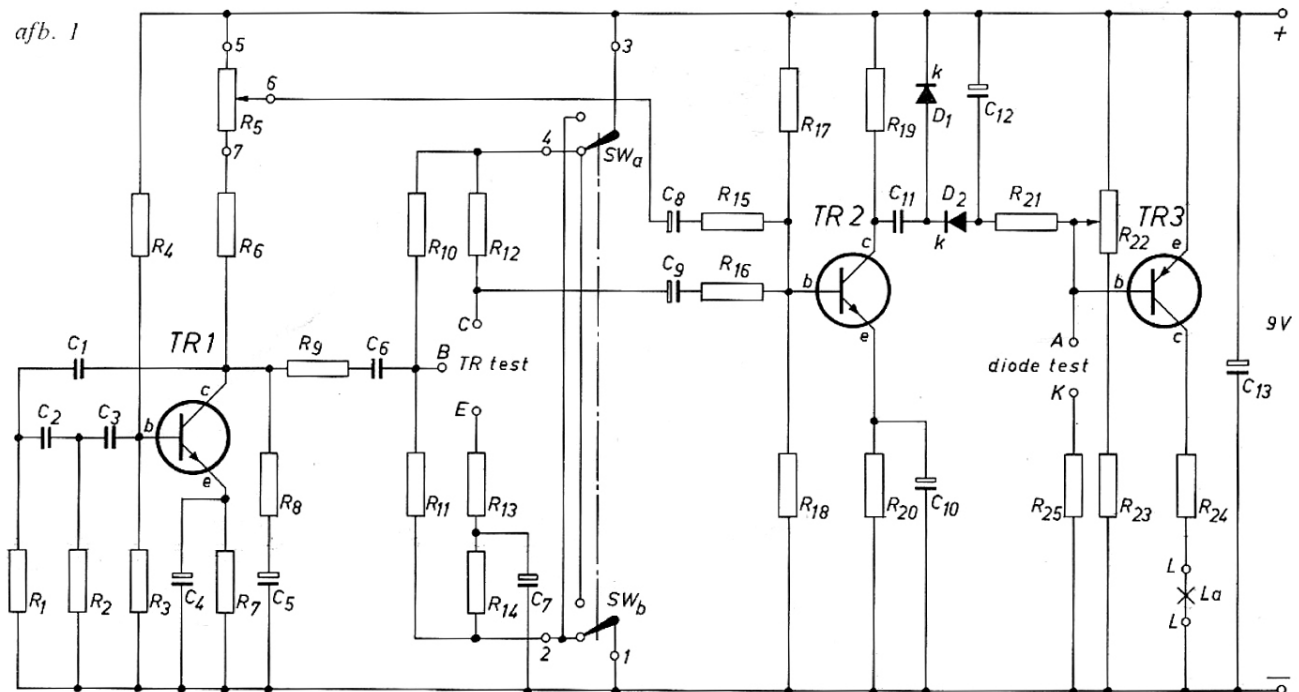 afb. 1
5
6
R5
7
R4
R6
C1
TR1
C2
C3
b
c
e
R1
R2
R3
C4
R7
R8
C5
R9
C6
B
TR test
C
E
R10
R12
4
3
SWa
R11
R13
R14
C7
SWb
2
1
C8
R15
C9
R16
R17
R18
R19
TR2
b
c
e
R20
C10
C11
k
D1
D2
k
C12
R21
R22
TR3
e
b
c
A
diode test
K
R25
R23
R24
L
La
L
C13
9V
+
–